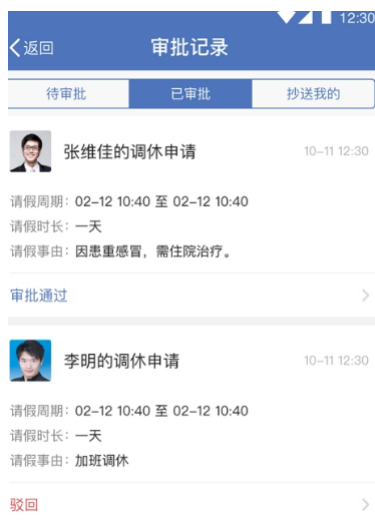 12:30
返回 审批记录
待审批 已审批 抄送我的
张维佳的调休申请 10-11 12:30
请假周期：02-12 10:40 至 02-12 10:40
请假时长：一天
请假事由：因患重感冒，需住院治疗。
审批通过
李明的调休申请 10-11 12:30
请假周期：02-12 10:40 至 02-12 10:40
请假时长：一天
请假事由：加班调休
驳回